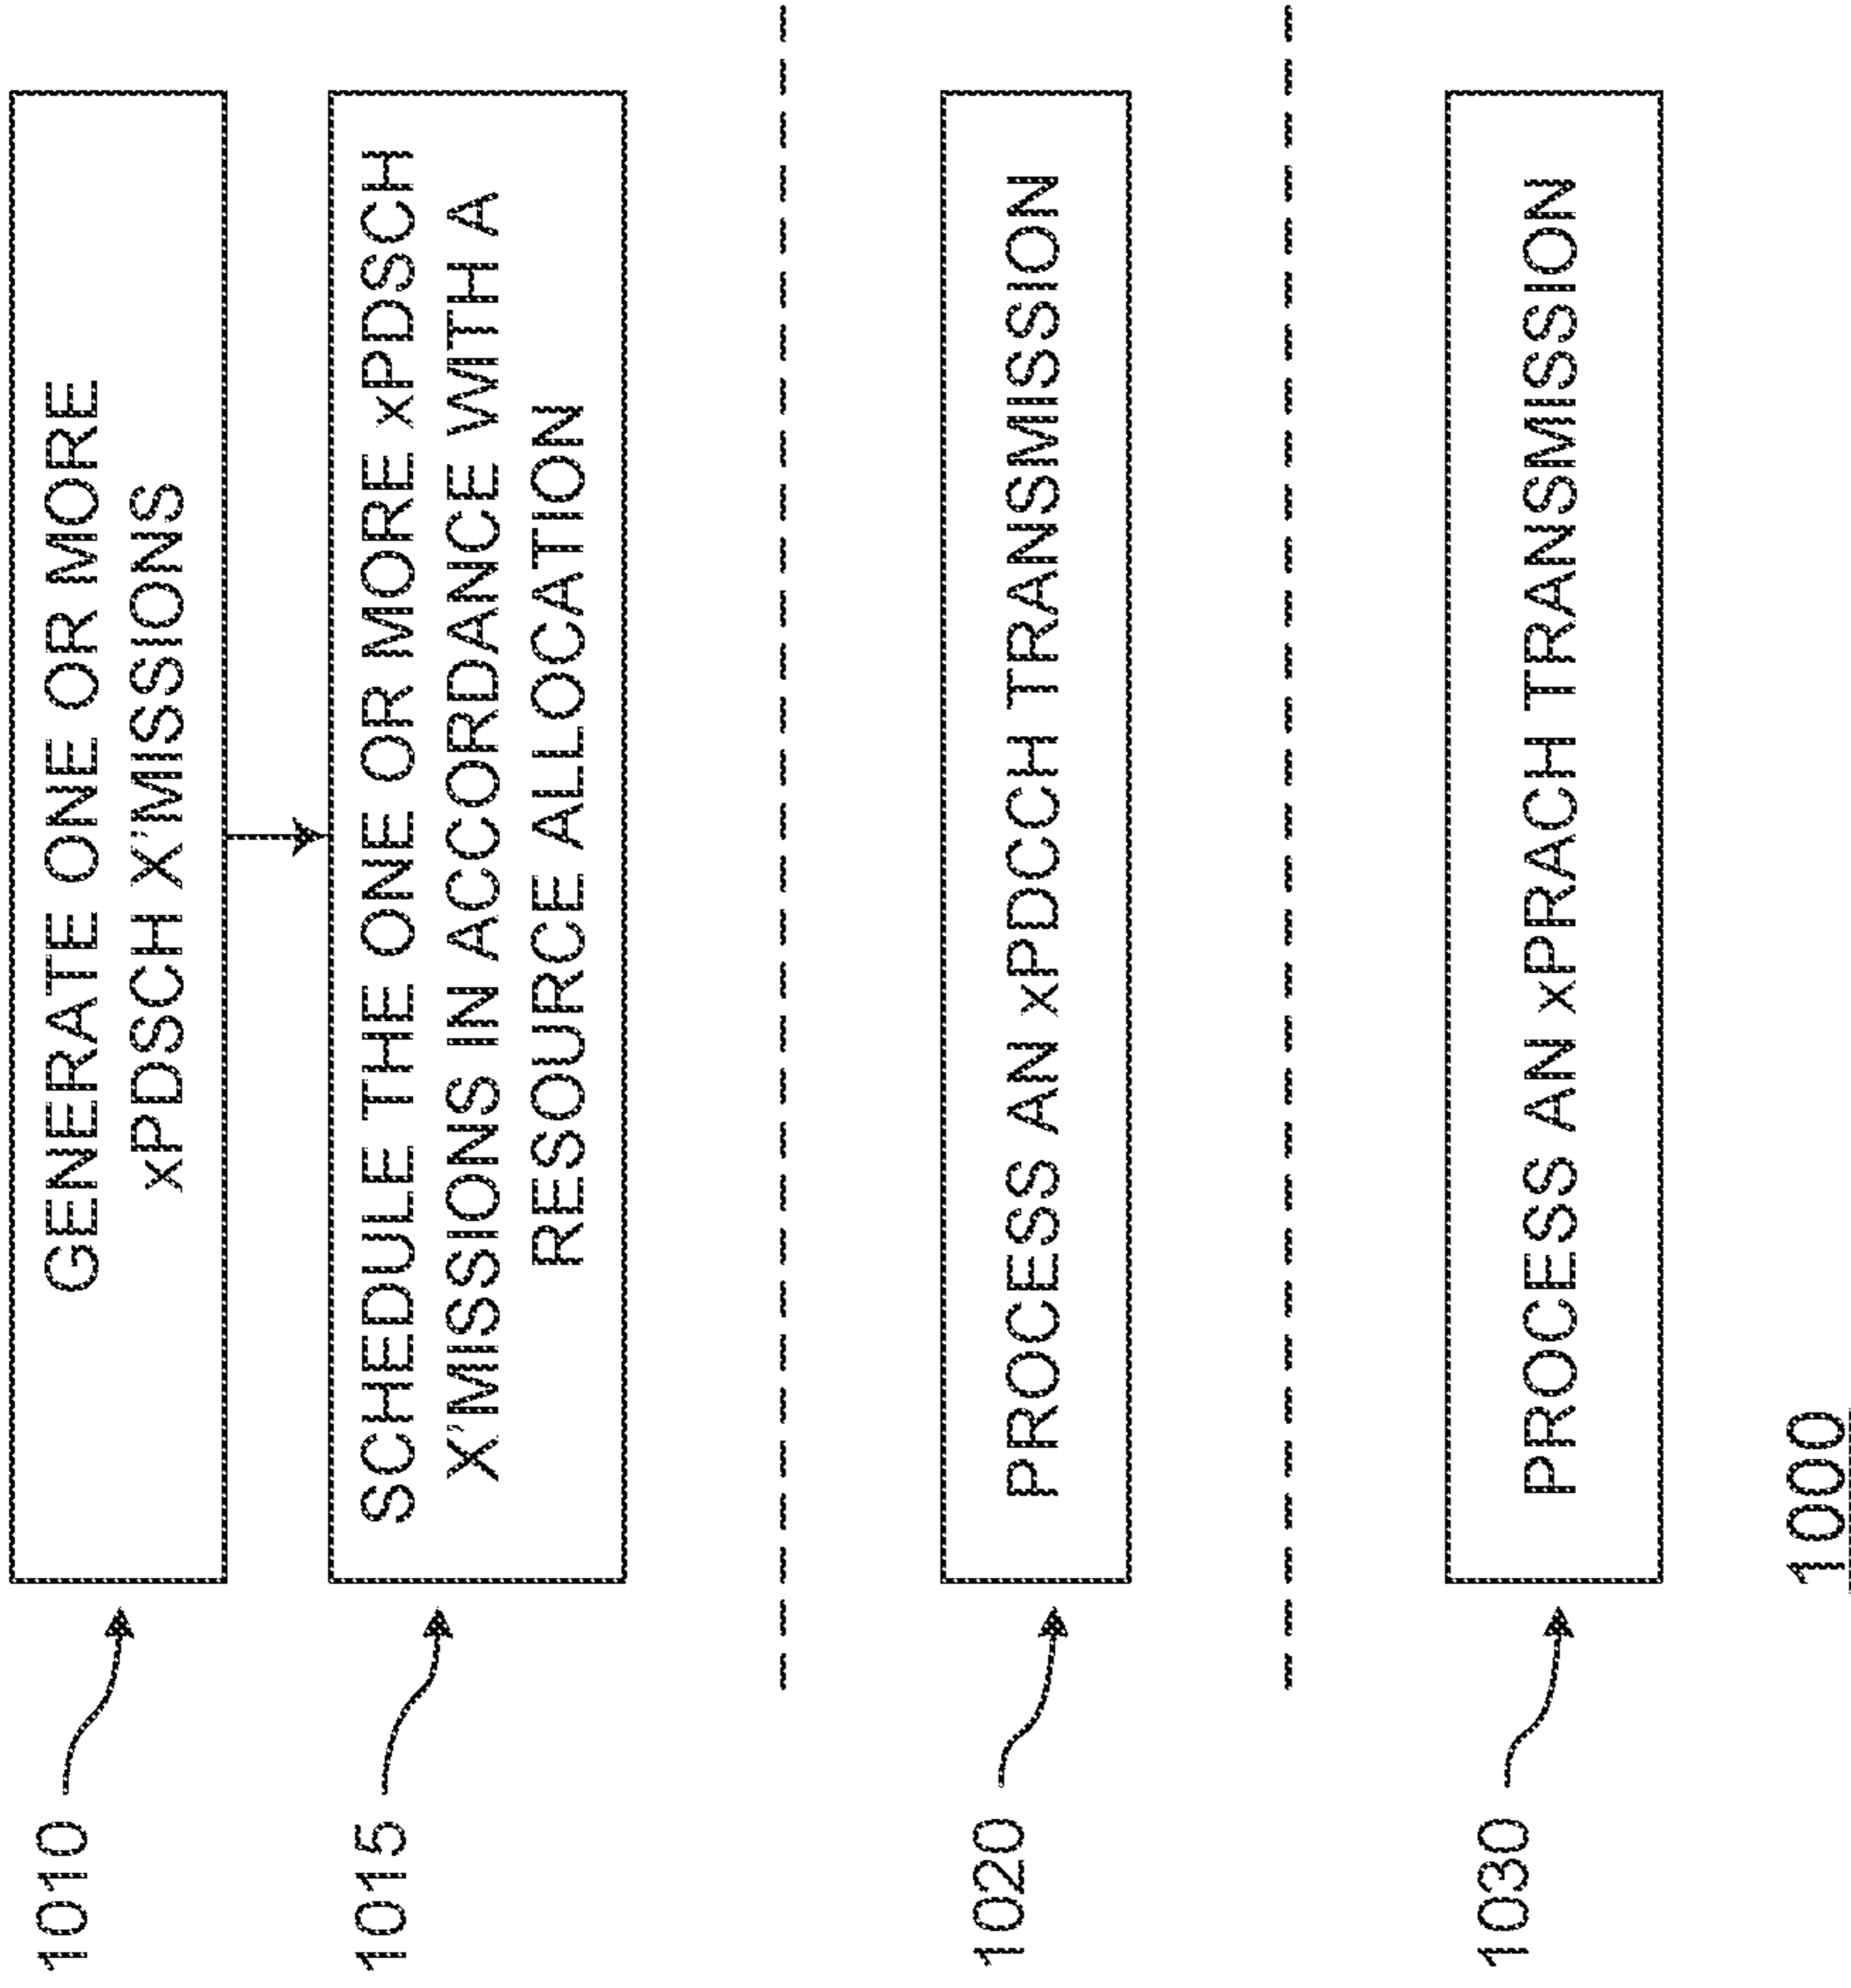 1010
GENERATE ONE OR MORE
xPDSCH X'MISSIONS
1015
SCHEDULE THE ONE OR MORE xPDSCH
X'MISSIONS IN ACCORDANCE WITH A
RESOURCE ALLOCATION
1020
PROCESS AN xPDCCH TRANSMISSION
1030
PROCESS AN xPRACH TRANSMISSION
1000